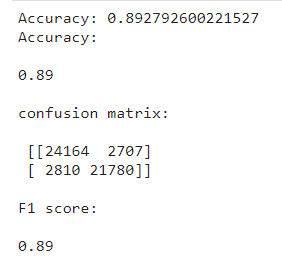 Accuracy: 0.892792600221527
Accuracy:
0.89
confusion matrix:
[[24164  2707]
[ 2810 21780]]
F1 score:
0.89